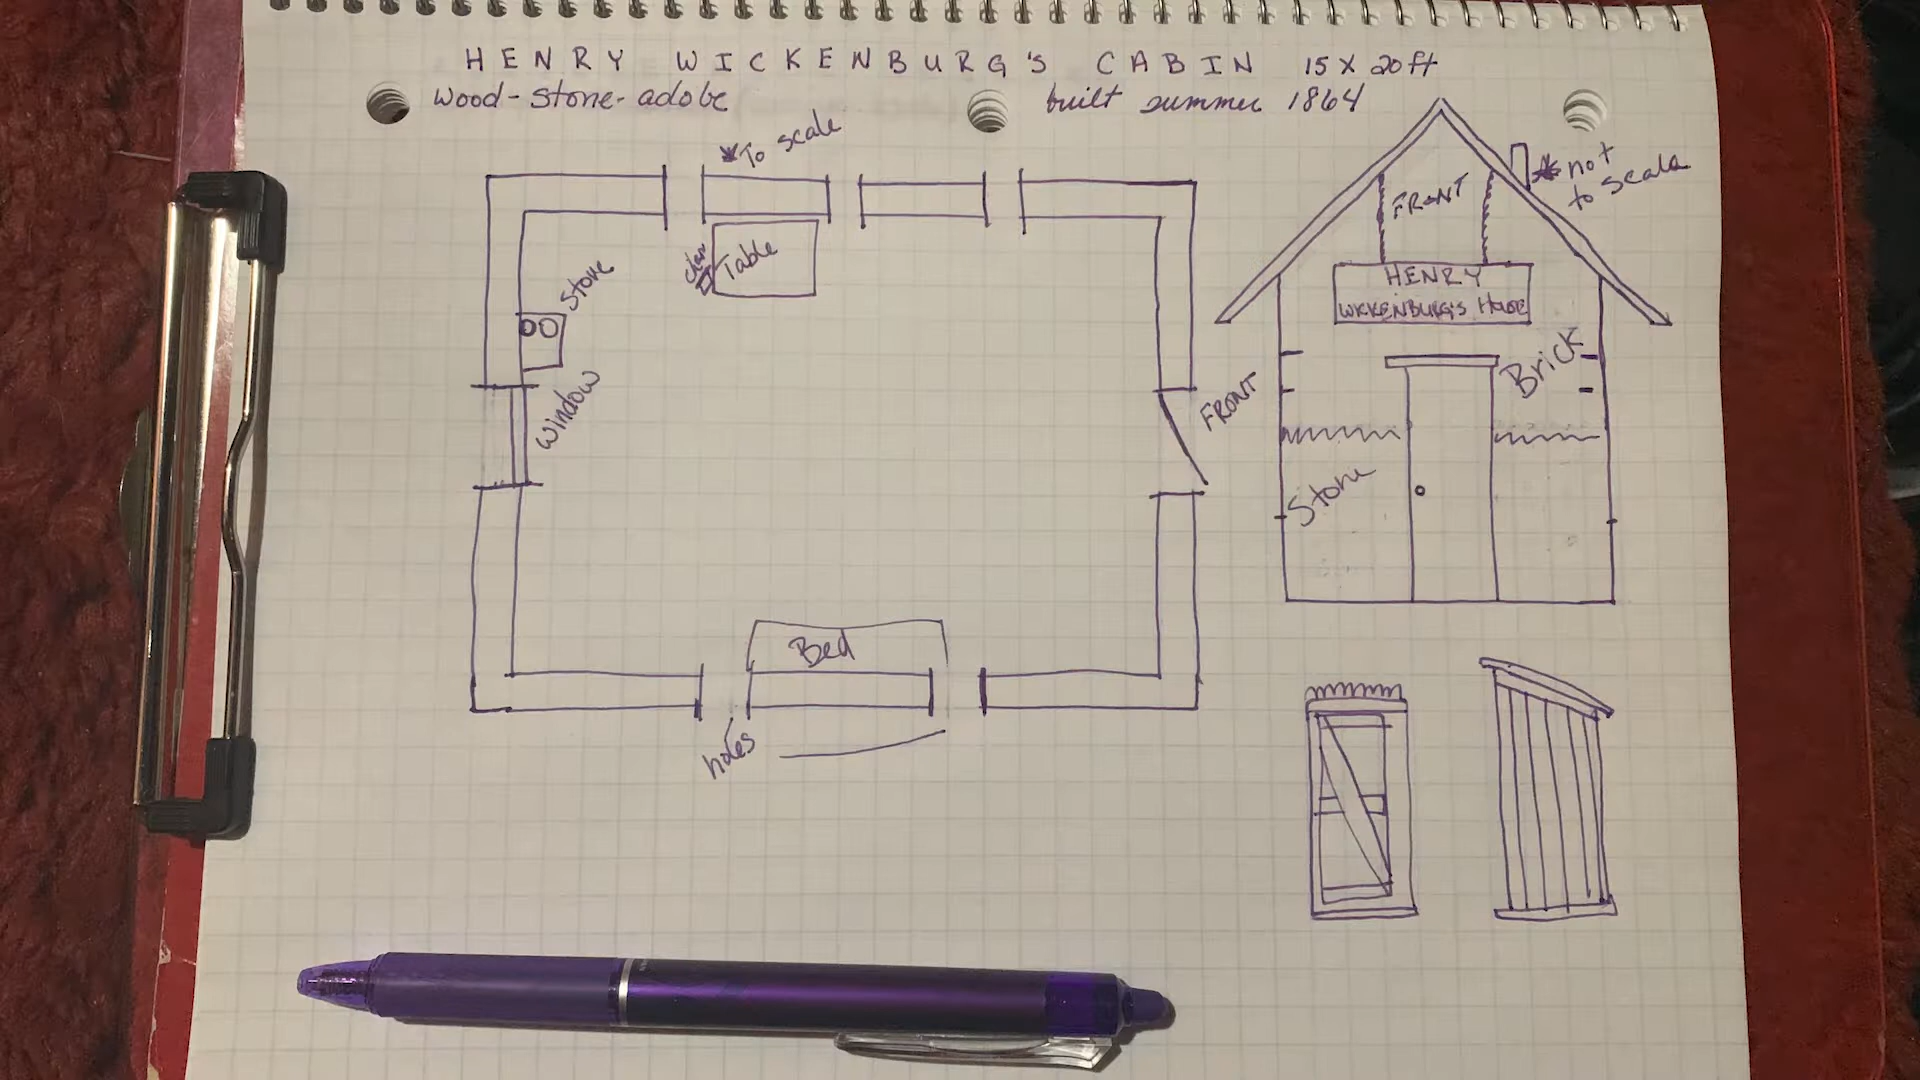 HENRY WICKENBURG'S CABIN 15 X 20ft
wood-stone-adobe
built summer 1864
*To scale
*not
to scale
FRONT
chair
Table
Stove
HENRY
WICKENBURG'S House
Brick
Window
FRONT
Stone
Bed
holes